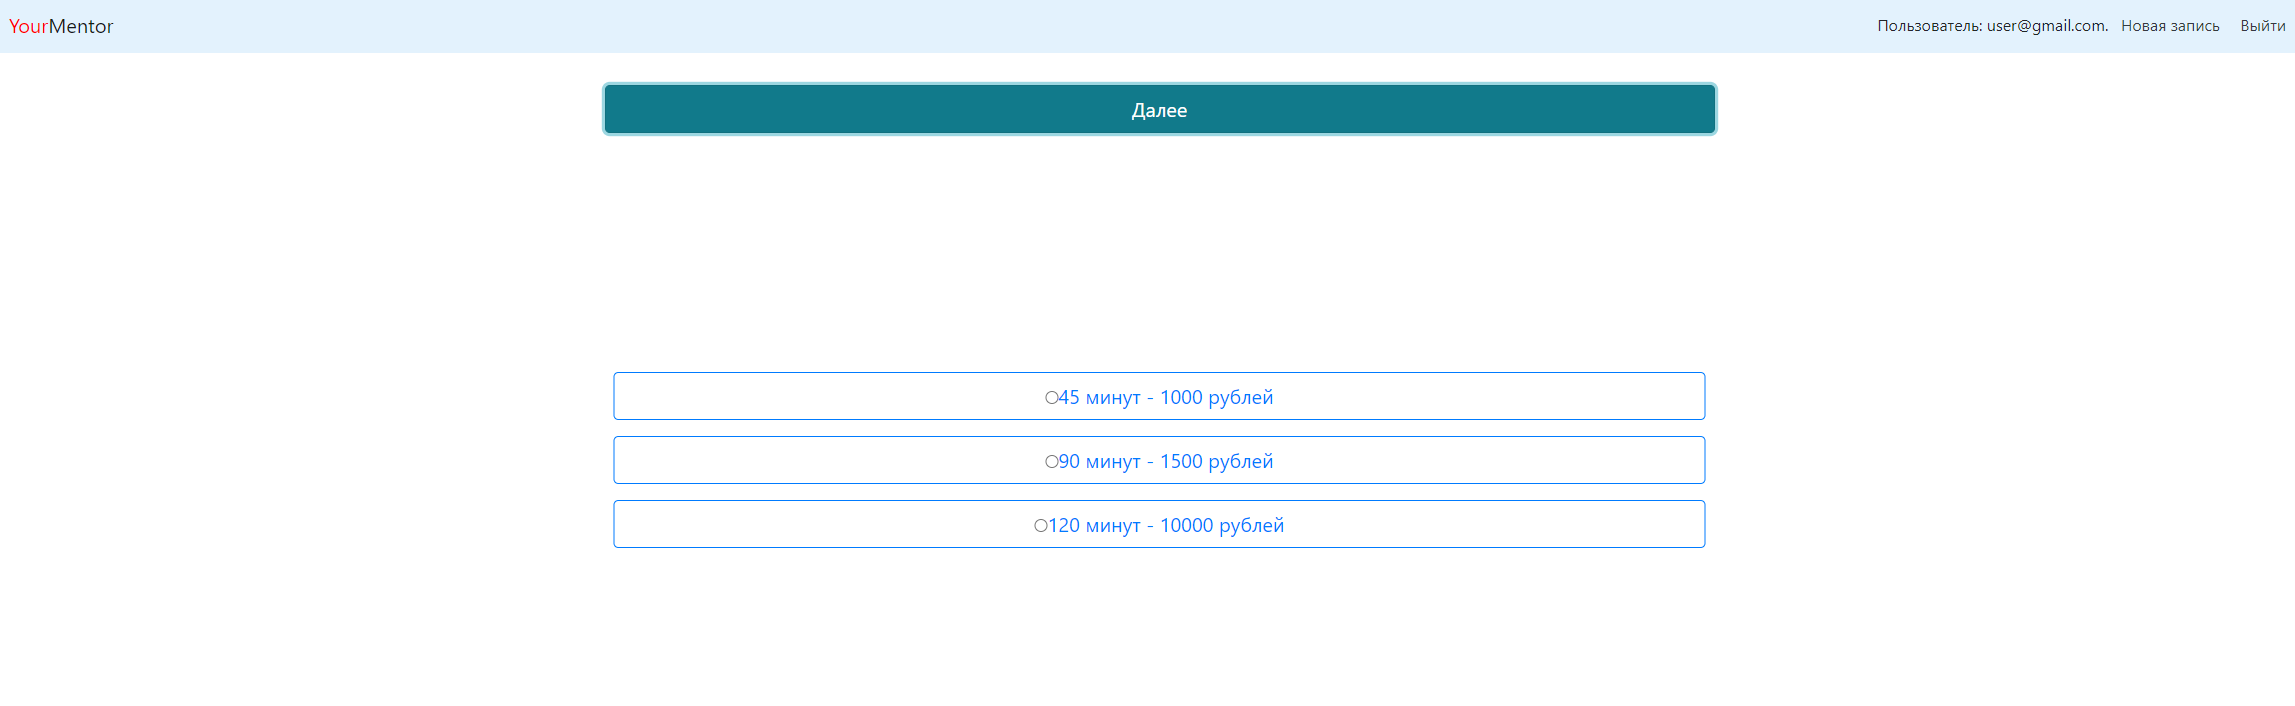 YourMentor
Пользователь: user@gmail.com. Новая запись Выйти
Далее
45 минут - 1000 рублей
90 минут - 1500 рублей
120 минут - 10000 рублей